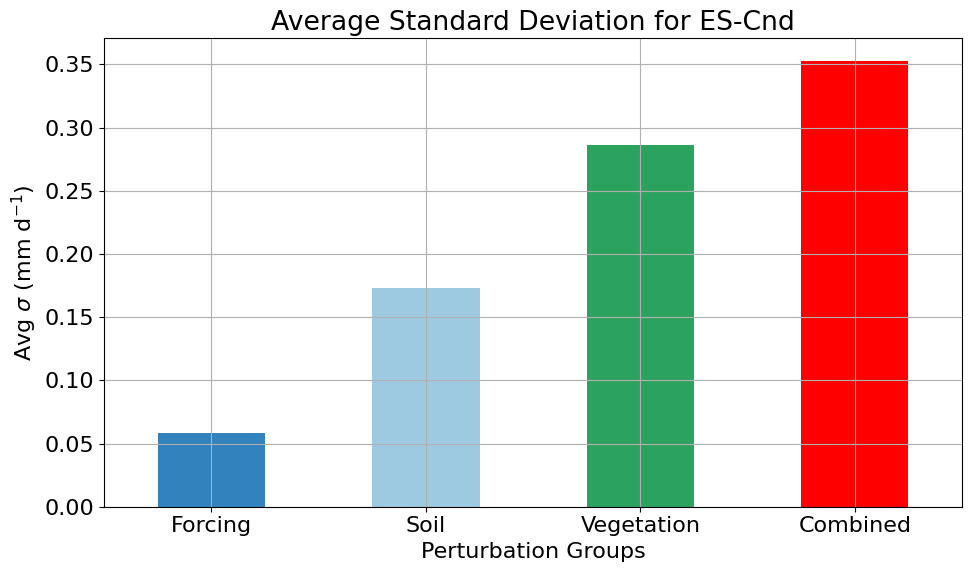 Average Standard Deviation for ES-Cnd
0.35
0.30
0.25
0.20
0.15
0.10
0.05
0.00
Avg σ (mm d⁻¹)
Forcing Soil Vegetation Combined
Perturbation Groups